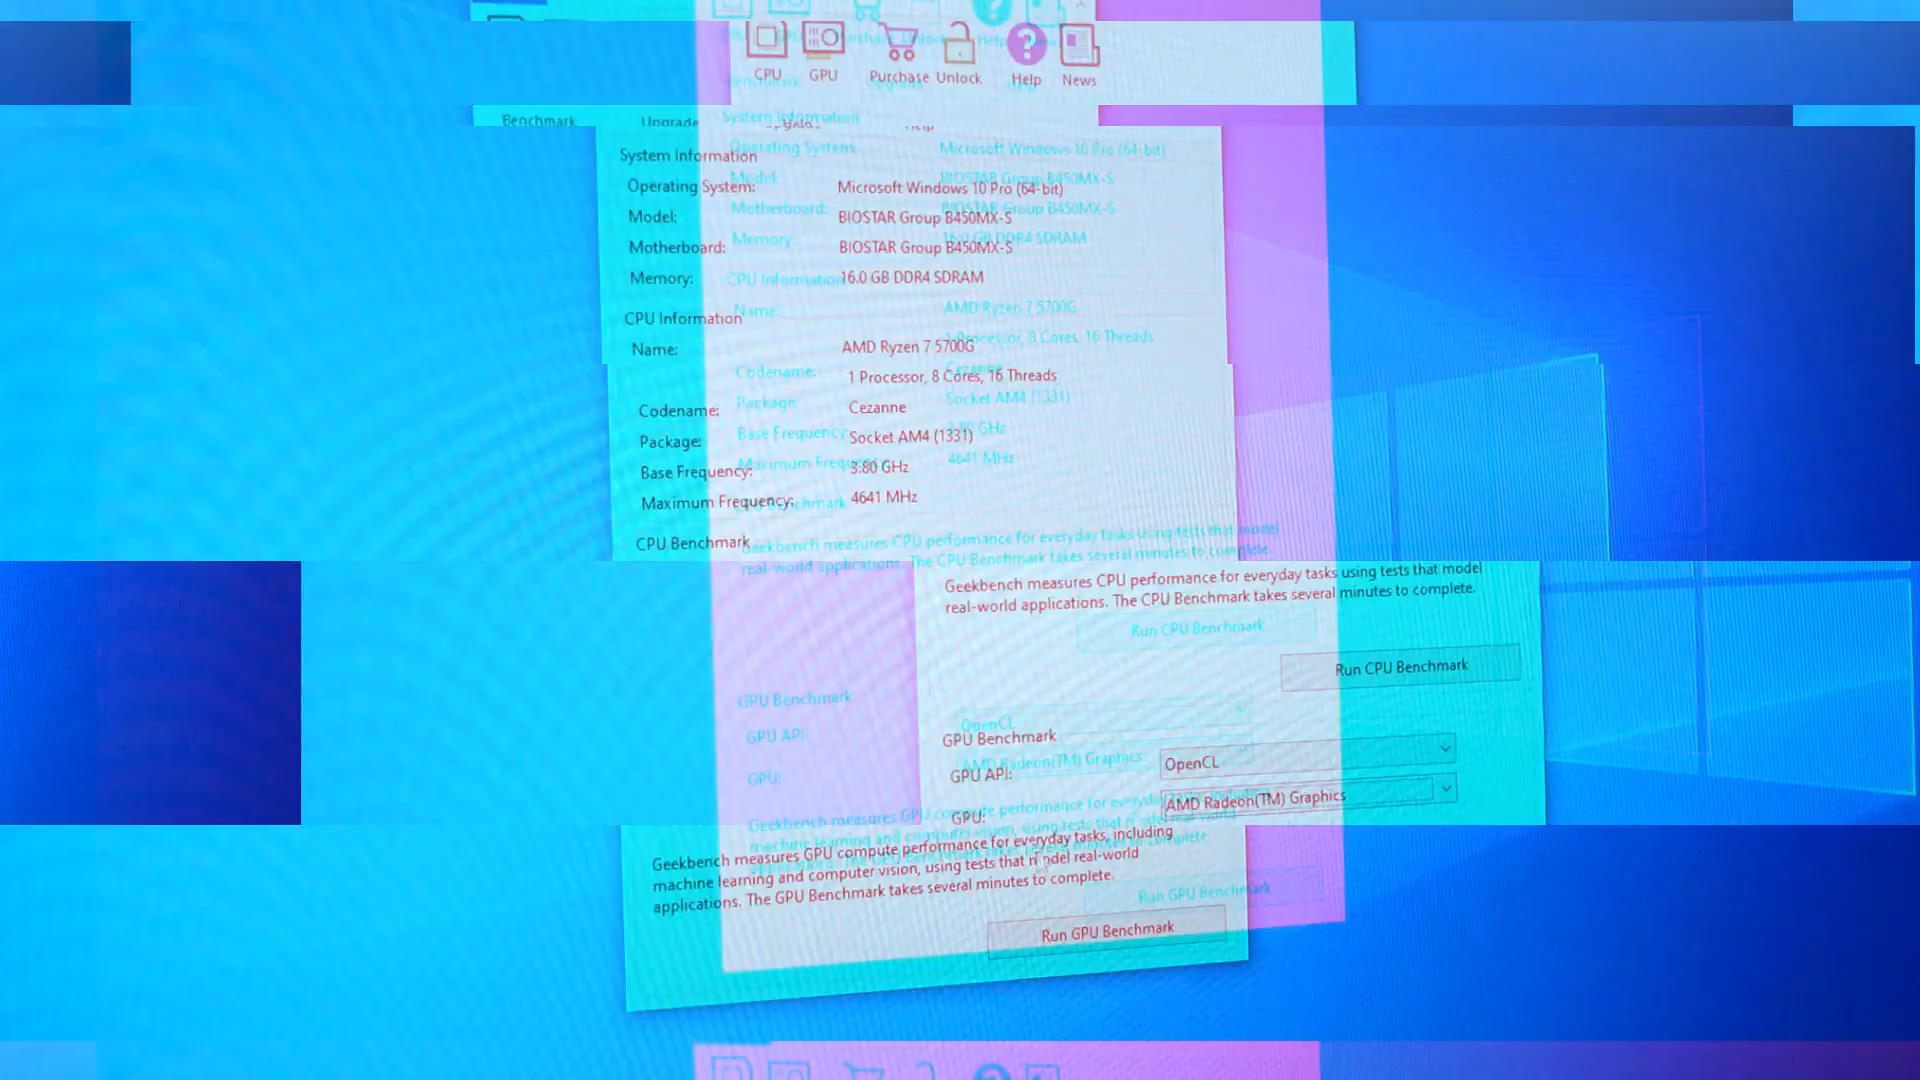 CPU GPU Purchase Unlock Help News
Benchmark Upgrade Help
System Information
Operating System: Microsoft Windows 10 Pro (64-bit)
Model: BIOSTAR Group B450MX-S
Motherboard: BIOSTAR Group B450MX-S
Memory: 16.0 GB DDR4 SDRAM
CPU Information
Name: AMD Ryzen 7 5700G
1 Processor, 8 Cores, 16 Threads
Codename: Cezanne
Package: Socket AM4 (1331)
Base Frequency: 3.80 GHz
Maximum Frequency: 4641 MHz
CPU Benchmark
Geekbench measures CPU performance for everyday tasks using tests that model
real-world applications. The CPU Benchmark takes several minutes to complete.
Run CPU Benchmark
GPU Benchmark
GPU API: OpenCL
GPU: AMD Radeon(TM) Graphics
Geekbench measures GPU compute performance for everyday tasks, including
machine learning and computer vision, using tests that model real-world
applications. The GPU Benchmark takes several minutes to complete.
Run GPU Benchmark